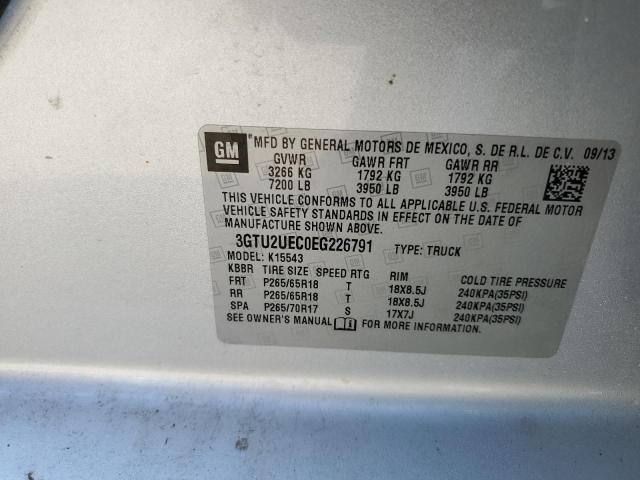 GM
MFD BY GENERAL MOTORS DE MEXICO, S. DE R.L. DE C.V. 09/13
GVWR GAWR FRT GAWR RR
3266 KG 1792 KG 1792 KG
7200 LB 3950 LB 3950 LB
THIS VEHICLE CONFORMS TO ALL APPLICABLE U.S. FEDERAL MOTOR
VEHICLE SAFETY STANDARDS IN EFFECT ON THE DATE OF
MANUFACTURE SHOWN ABOVE.
3GTU2UEC0EG226791 TYPE: TRUCK
MODEL: K15543
KBBR TIRE SIZE SPEED RTG RIM COLD TIRE PRESSURE
FRT P265/65R18 T 18X8.5J 240KPA(35PSI)
RR P265/65R18 T 18X8.5J 240KPA(35PSI)
SPA P265/70R17 S 17X7J 240KPA(35PSI)
SEE OWNER'S MANUAL FOR MORE INFORMATION.